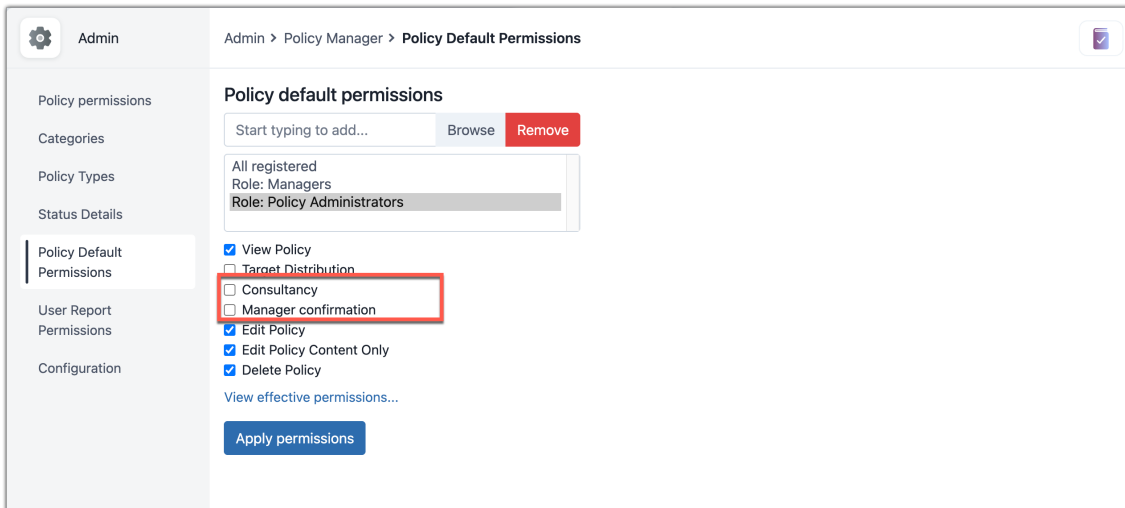 Admin
Admin > Policy Manager > Policy Default Permissions
Policy permissions
Categories
Policy Types
Status Details
Policy Default
Permissions
User Report
Permissions
Configuration
Policy default permissions
Start typing to add... Browse Remove
All registered
Role: Managers
Role: Policy Administrators
View Policy
Target Distribution
Consultancy
Manager confirmation
Edit Policy
Edit Policy Content Only
Delete Policy
View effective permissions...
Apply permissions